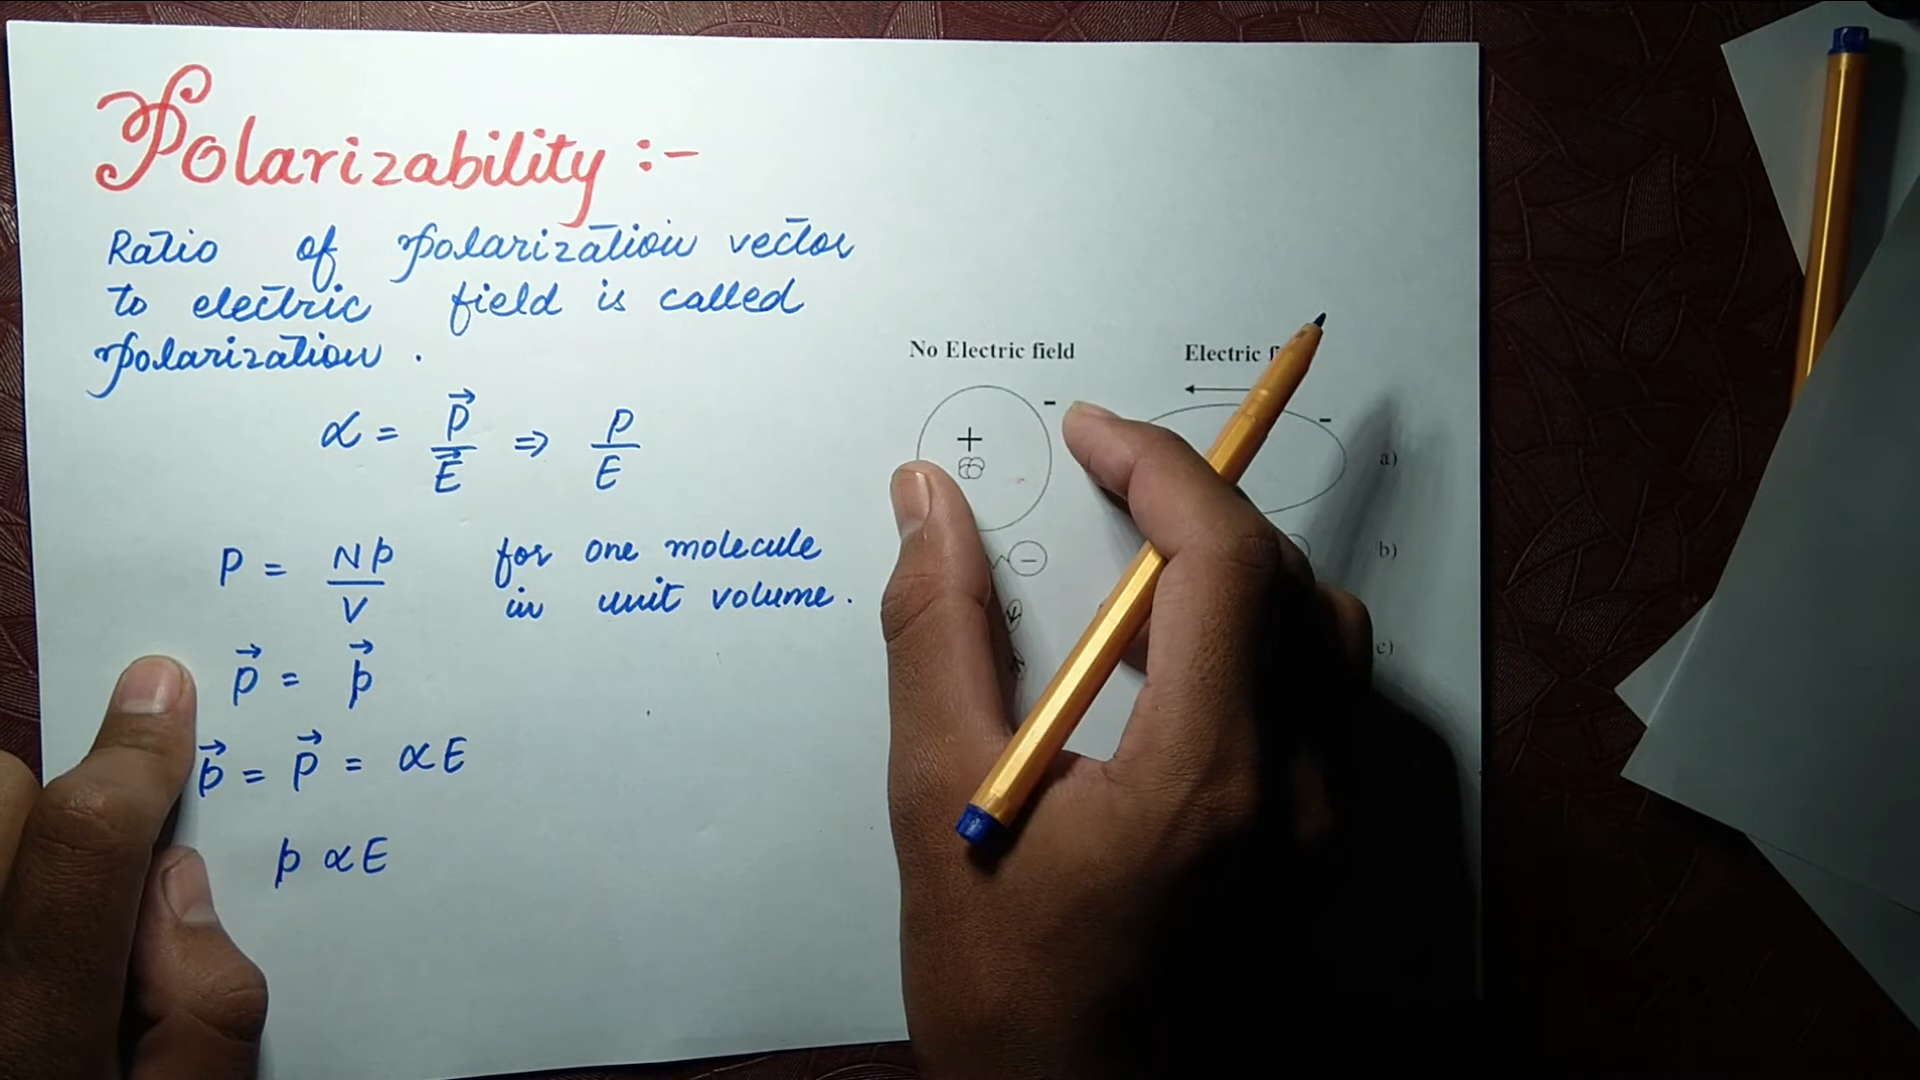 Polarizability :-
Ratio of polarization vector
to electric field is called
polarization .
α = P⃗/E⃗ ⇒ P/E
P = Np/V for one molecule
in unit volume.
P⃗ = p⃗
p⃗ = P⃗ = αE
p α E
No Electric field
Electric
-
-
+
a)
b)
-
c)